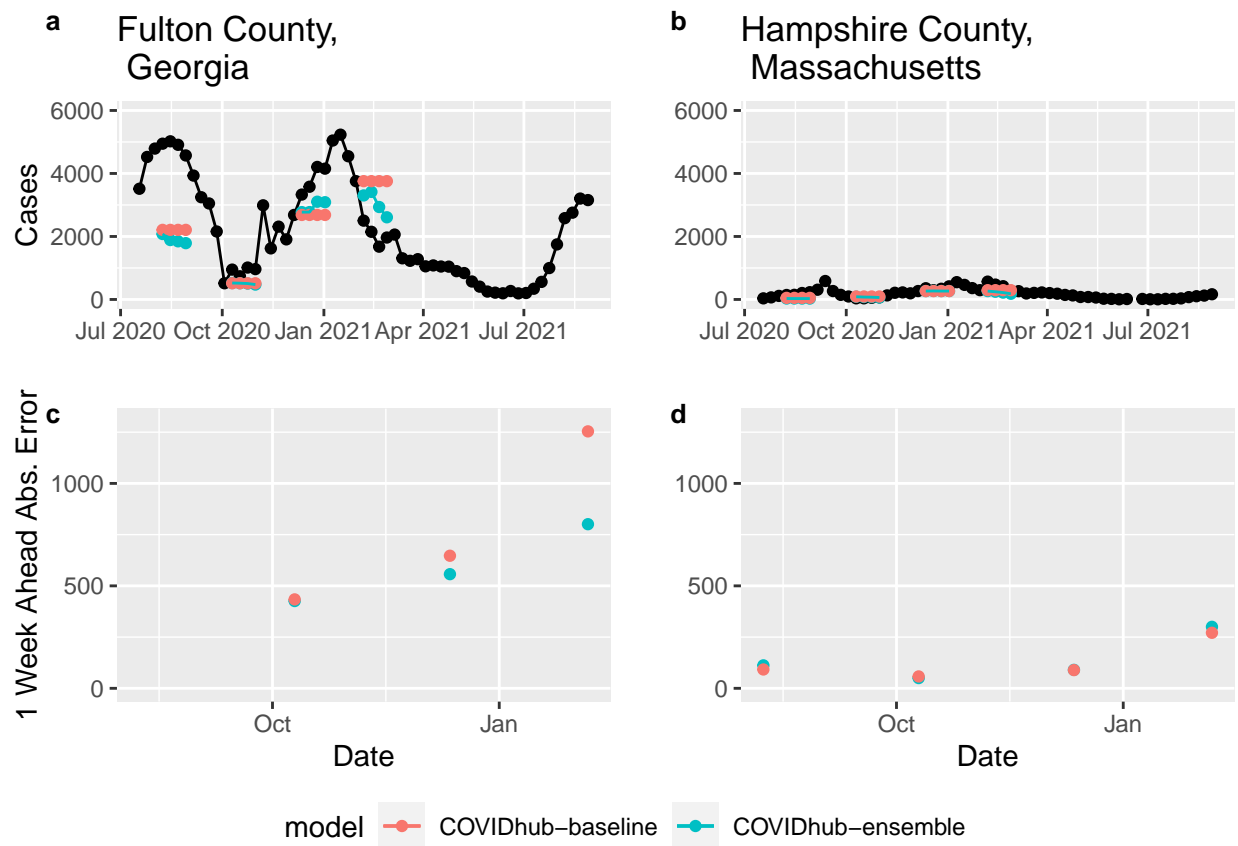 a
Fulton County,
Georgia
b
Hampshire County,
Massachusetts
Cases
6000
4000
2000
0
Jul 2020 Oct 2020 Jan 2021 Apr 2021 Jul 2021
6000
4000
2000
0
Jul 2020 Oct 2020 Jan 2021 Apr 2021 Jul 2021
c
1 Week Ahead Abs. Error
1000
500
0
Oct Jan
Date
d
1000
500
0
Oct Jan
Date
model COVIDhub−baseline COVIDhub−ensemble